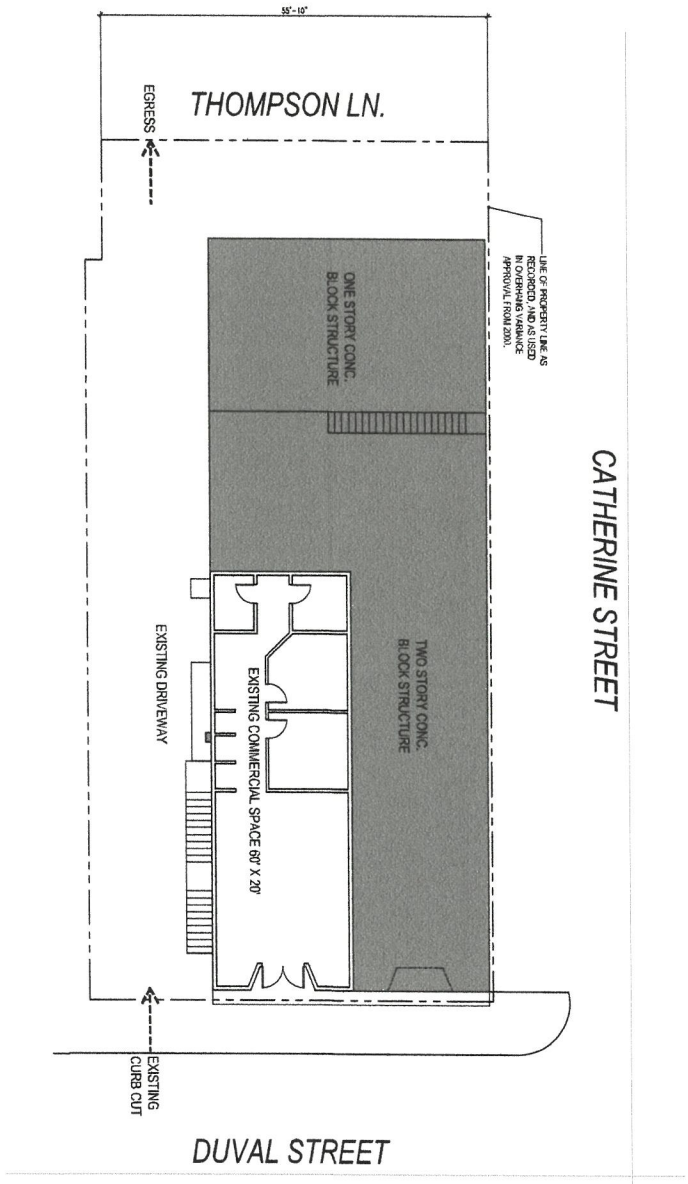 55'-10"
THOMPSON LN.
EGRESS
LINE OF PROPERTY LINE AS
RECORDED, AND AS USED
IN OVERHANG VARIANCE
APPROVAL FROM 2000.
ONE STORY CONC.
BLOCK STRUCTURE
CATHERINE STREET
TWO STORY CONC.
BLOCK STRUCTURE
EXISTING COMMERCIAL SPACE 60' X 20'
EXISTING DRIVEWAY
EXISTING
CURB CUT
DUVAL STREET